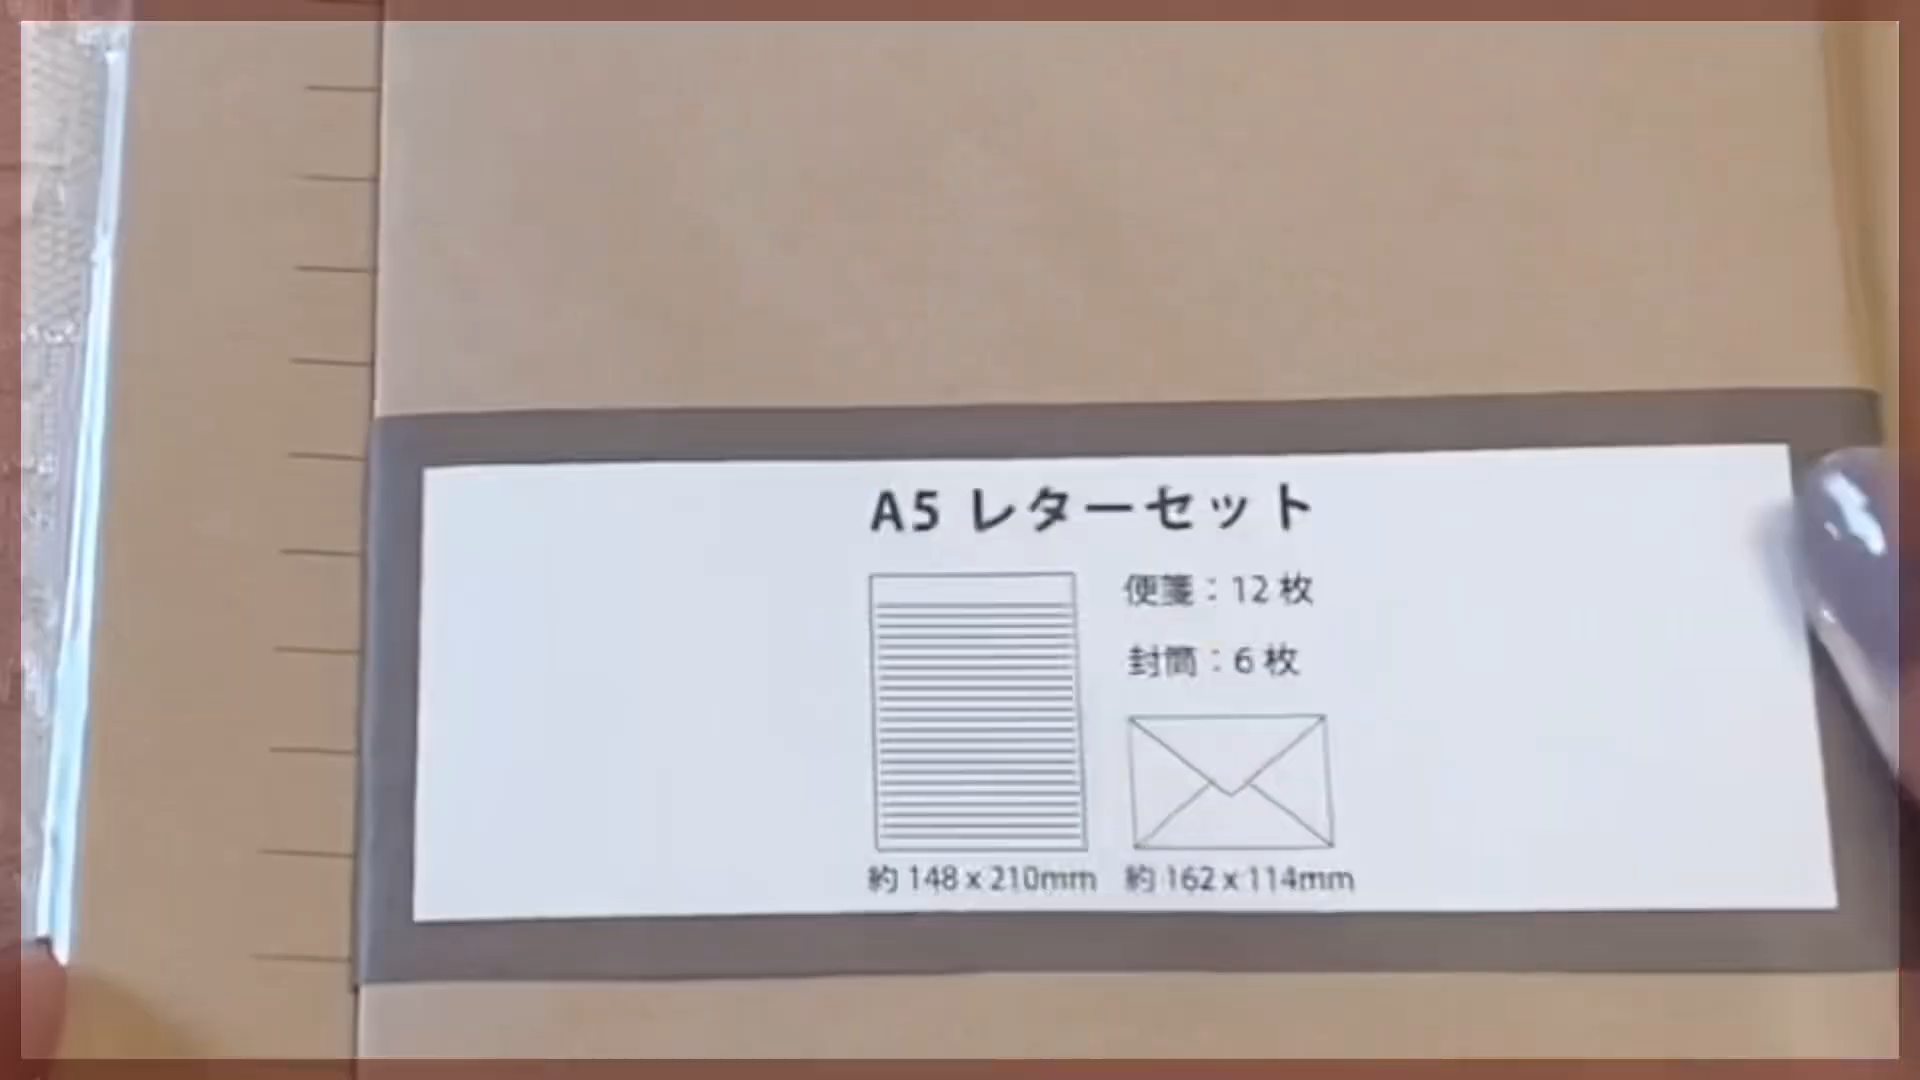 A5 レターセット
便箋：12 枚
封筒：6 枚
約 148 x 210mm
約 162 x 114mm